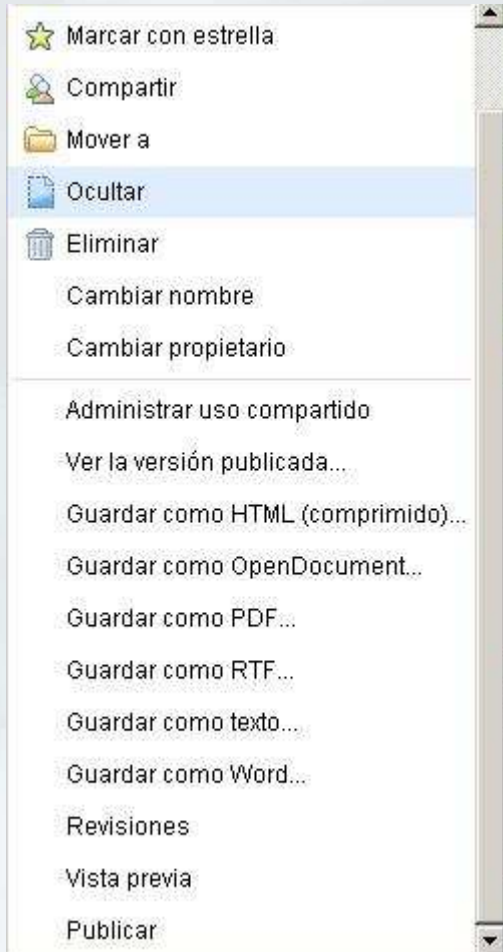 Marcar con estrella
Compartir
Mover a
Ocultar
Eliminar
Cambiar nombre
Cambiar propietario
Administrar uso compartido
Ver la versión publicada...
Guardar como HTML (comprimido)...
Guardar como OpenDocument...
Guardar como PDF...
Guardar como RTF...
Guardar como texto...
Guardar como Word...
Revisiones
Vista previa
Publicar